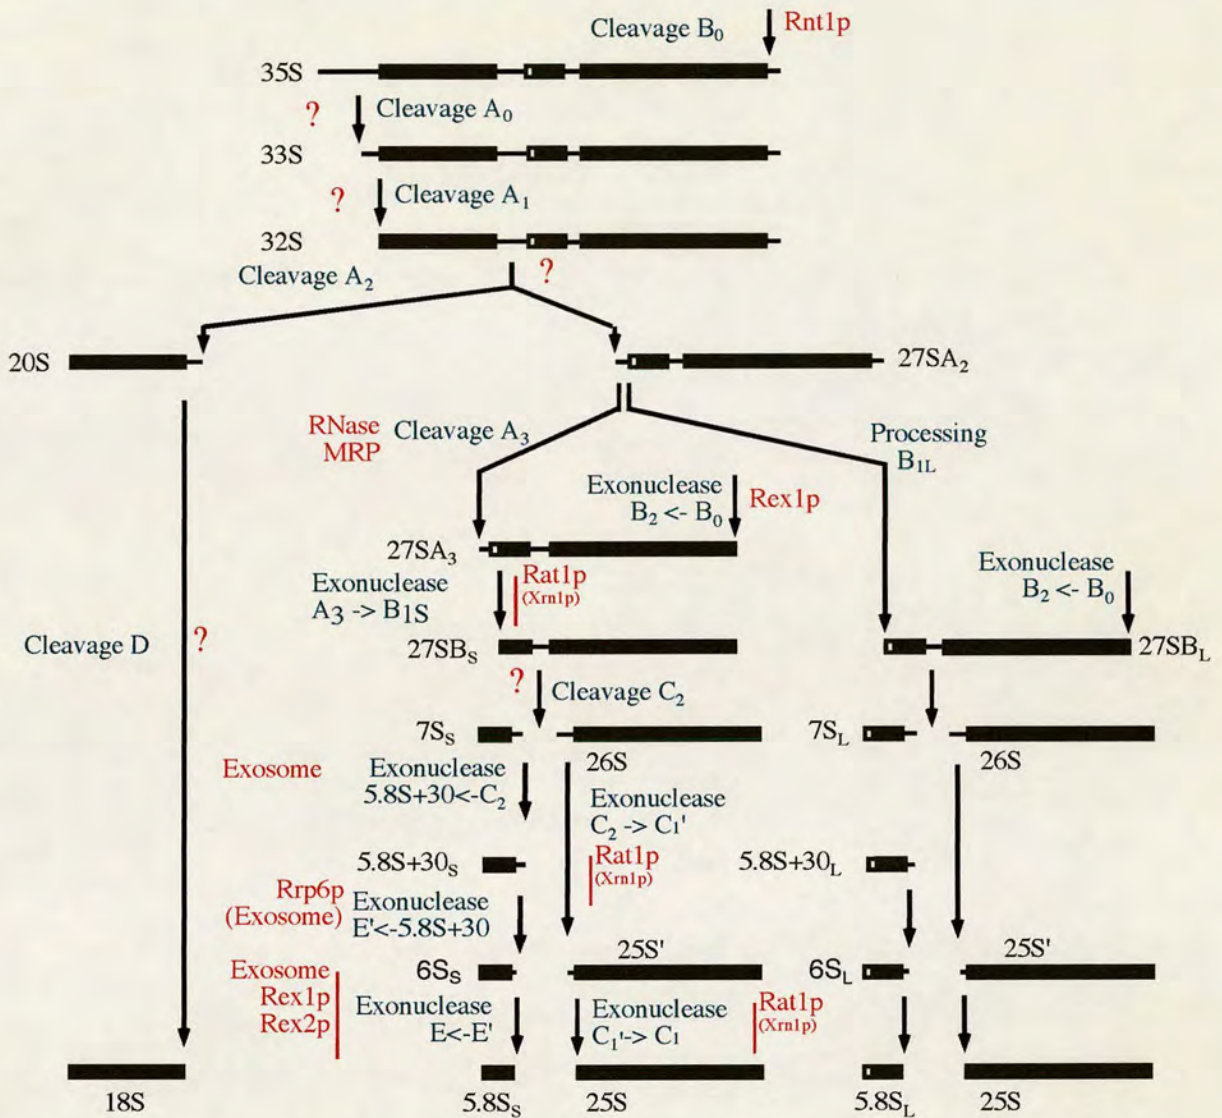 Cleavage B0 Rnt1p
35S
? Cleavage A0
33S
? Cleavage A1
32S
Cleavage A2 ?
20S 27SA2
RNase Cleavage A3
MRP
Processing
B1L
Exonuclease
B2 <- B0
Rex1p
27SA3
Exonuclease
A3 -> B1S
Rat1p
(Xrn1p)
Exonuclease
B2 <- B0
Cleavage D ?
27SBS 27SBL
? Cleavage C2
7SS 26S 7SL 26S
Exosome
Exonuclease
5.8S+30<-C2
Exonuclease
C2 -> C1'
Rat1p
(Xrn1p)
5.8S+30S 5.8S+30L
Rrp6p
(Exosome)
Exonuclease
E'<-5.8S+30
6SS 25S' 6SL 25S'
Exosome
Rex1p
Rex2p
Exonuclease
E<-E'
Exonuclease
C1'-> C1
Rat1p
(Xrn1p)
18S 5.8SS 25S 5.8SL 25S